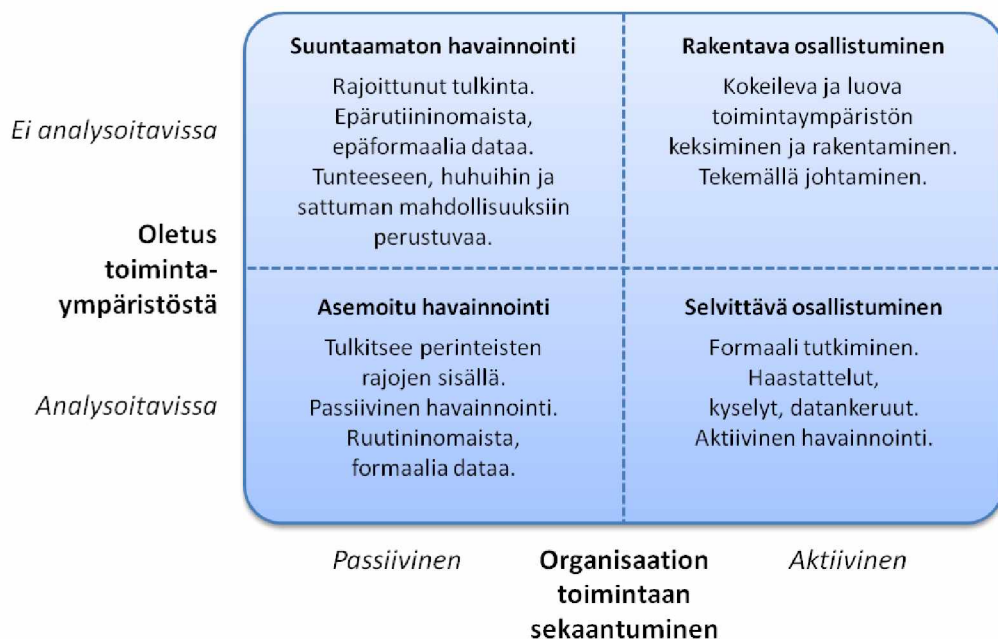 Suuntaamaton havainnointi
Rajoittunut tulkinta.
Epärutiininomaista,
epäformaalia dataa.
Tunteeseen, huhuihin ja
sattuman mahdollisuuksiin
perustuvaa.
Rakentava osallistuminen
Kokeileva ja luova
toimintaympäristön
keksiminen ja rakentaminen.
Tekemällä johtaminen.
Ei analysoitavissa
Oletus
toiminta-
ympäristöstä
Analysoitavissa
Asemoitu havainnointi
Tulkitsee perinteisten
rajojen sisällä.
Passiivinen havainnointi.
Ruutininomaista,
formaalia dataa.
Selvittävä osallistuminen
Formaali tutkiminen.
Haastattelut,
kyselyt, datankeruut.
Aktiivinen havainnointi.
Passiivinen
Organisaation
toimintaan
sekaantuminen
Aktiivinen